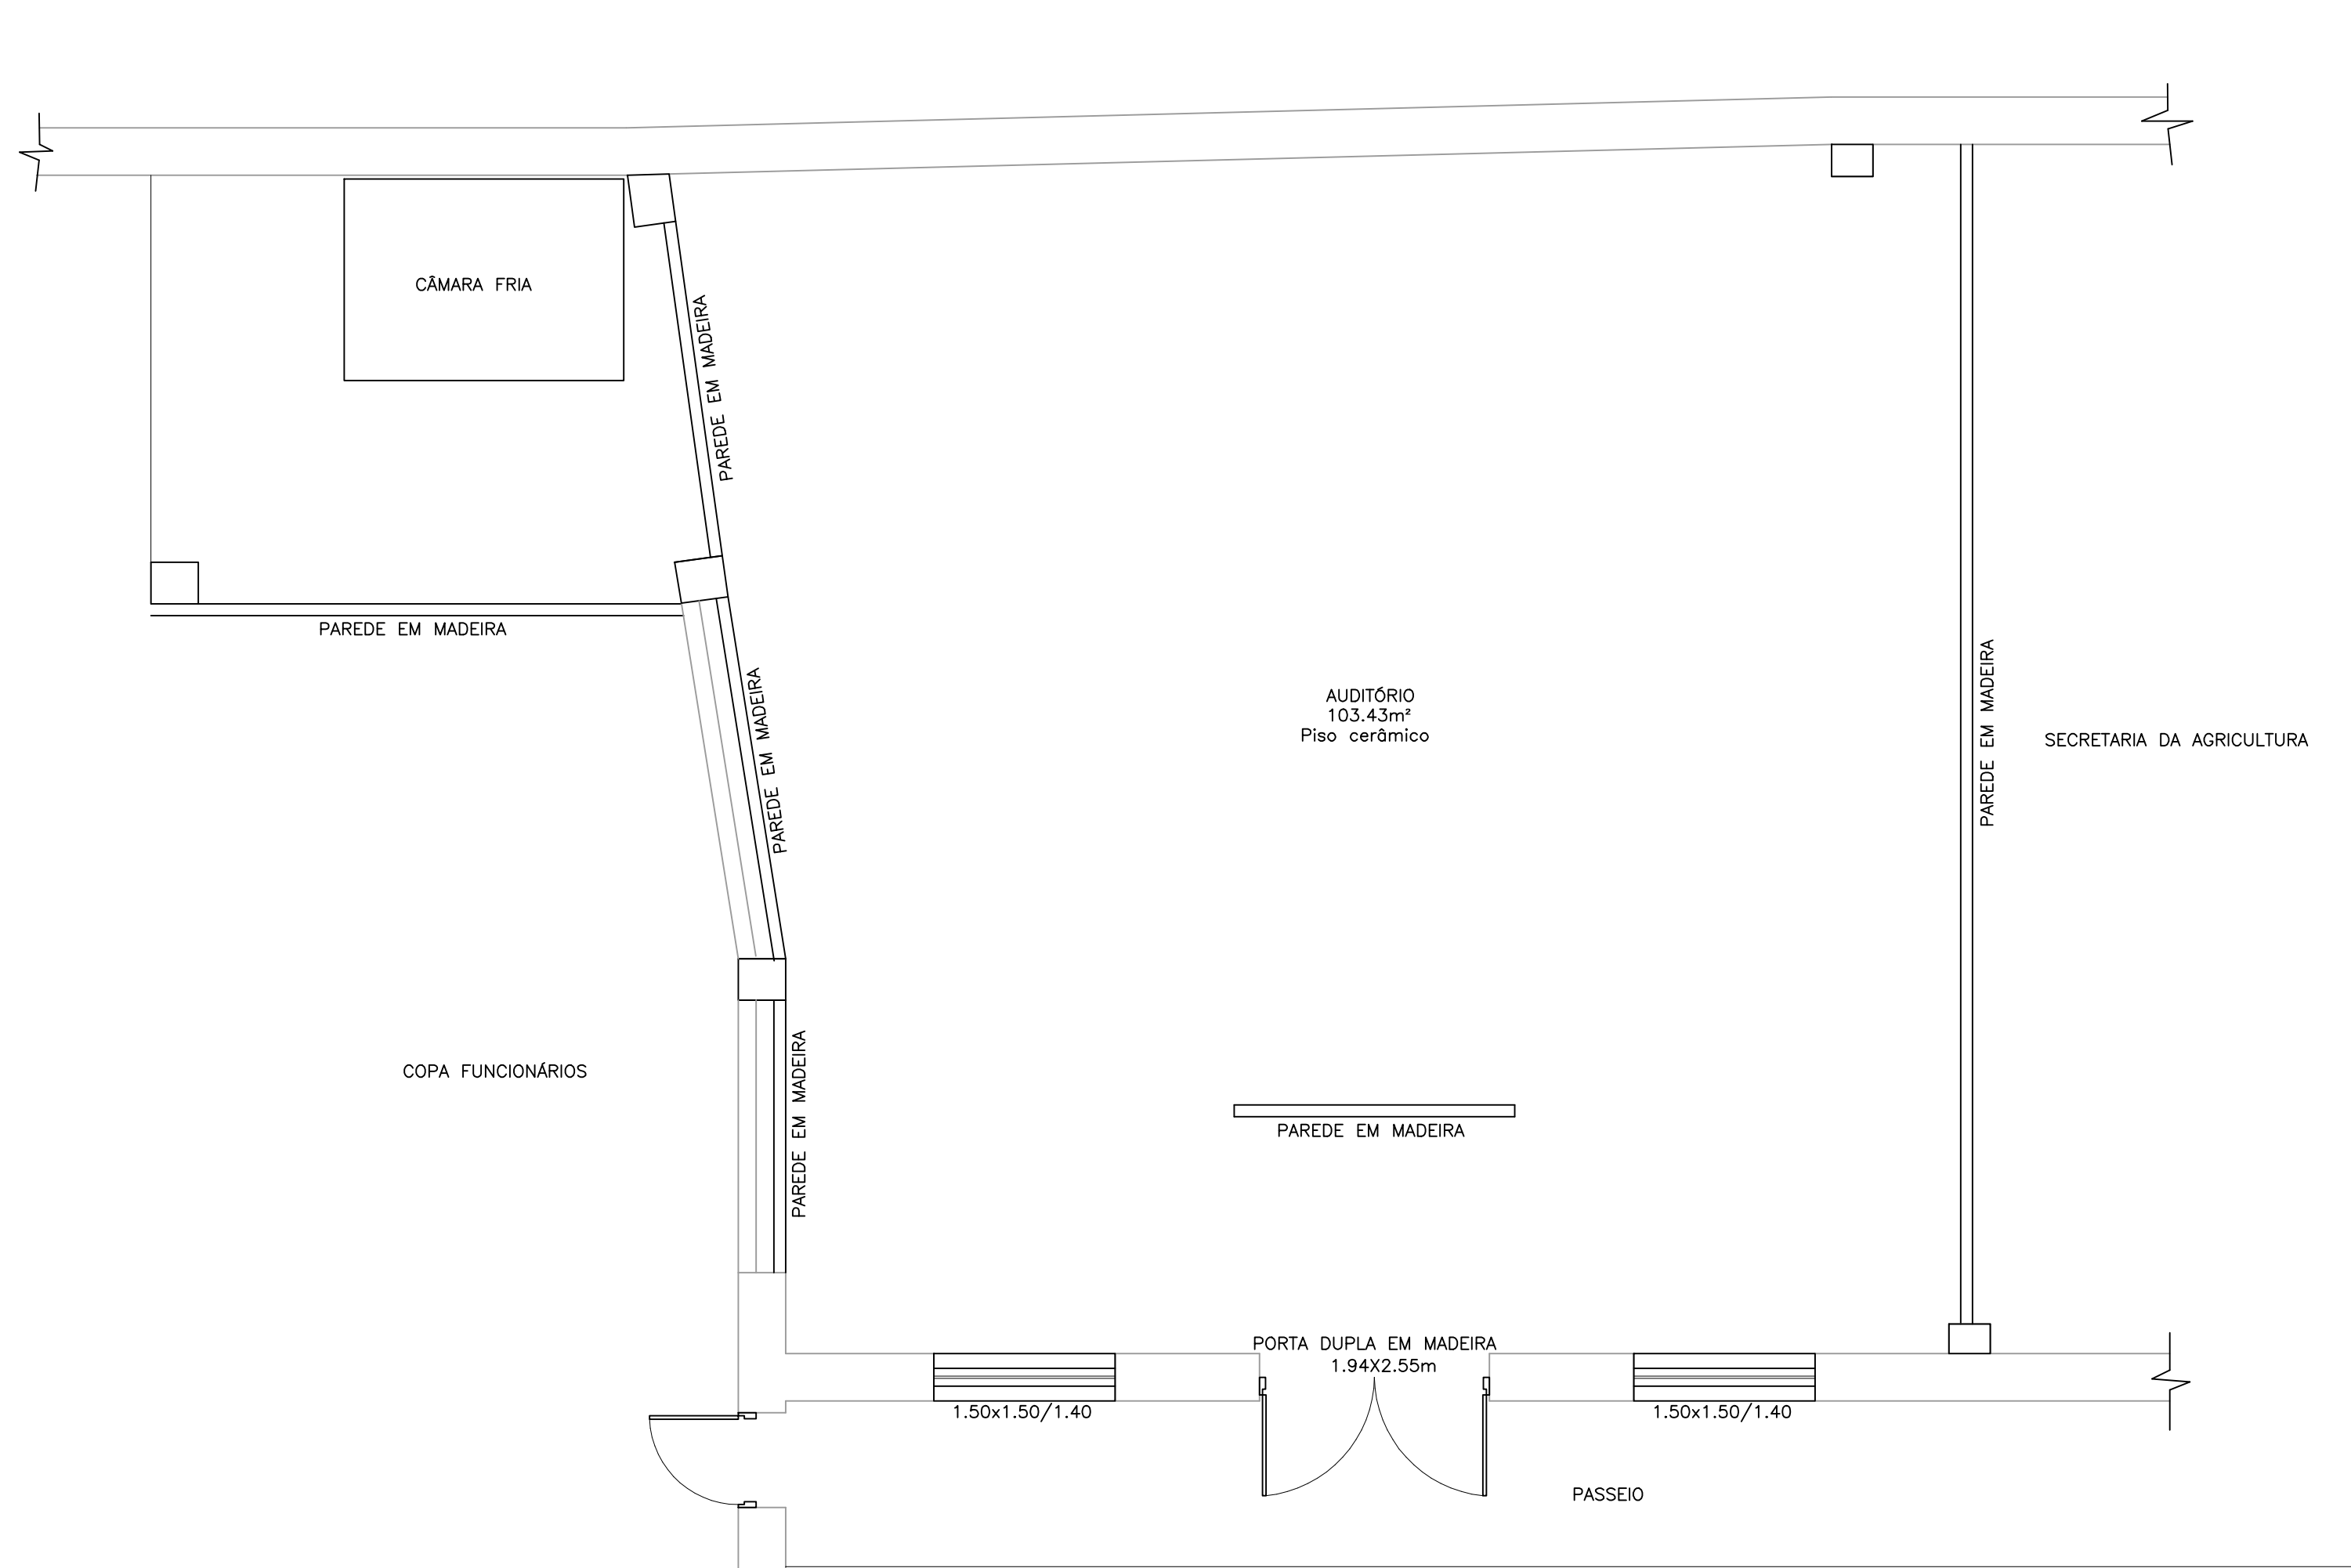 CÂMARA FRIA
PAREDE EM MADEIRA
PAREDE EM MADEIRA
PAREDE EM MADEIRA
PAREDE EM MADEIRA
AUDITÓRIO
103.43m²
Piso cerâmico
SECRETARIA DA AGRICULTURA
COPA FUNCIONÁRIOS
PAREDE EM MADEIRA
PAREDE EM MADEIRA
PORTA DUPLA EM MADEIRA
1.94X2.55m
1.50x1.50/1.40
1.50x1.50/1.40
PASSEIO